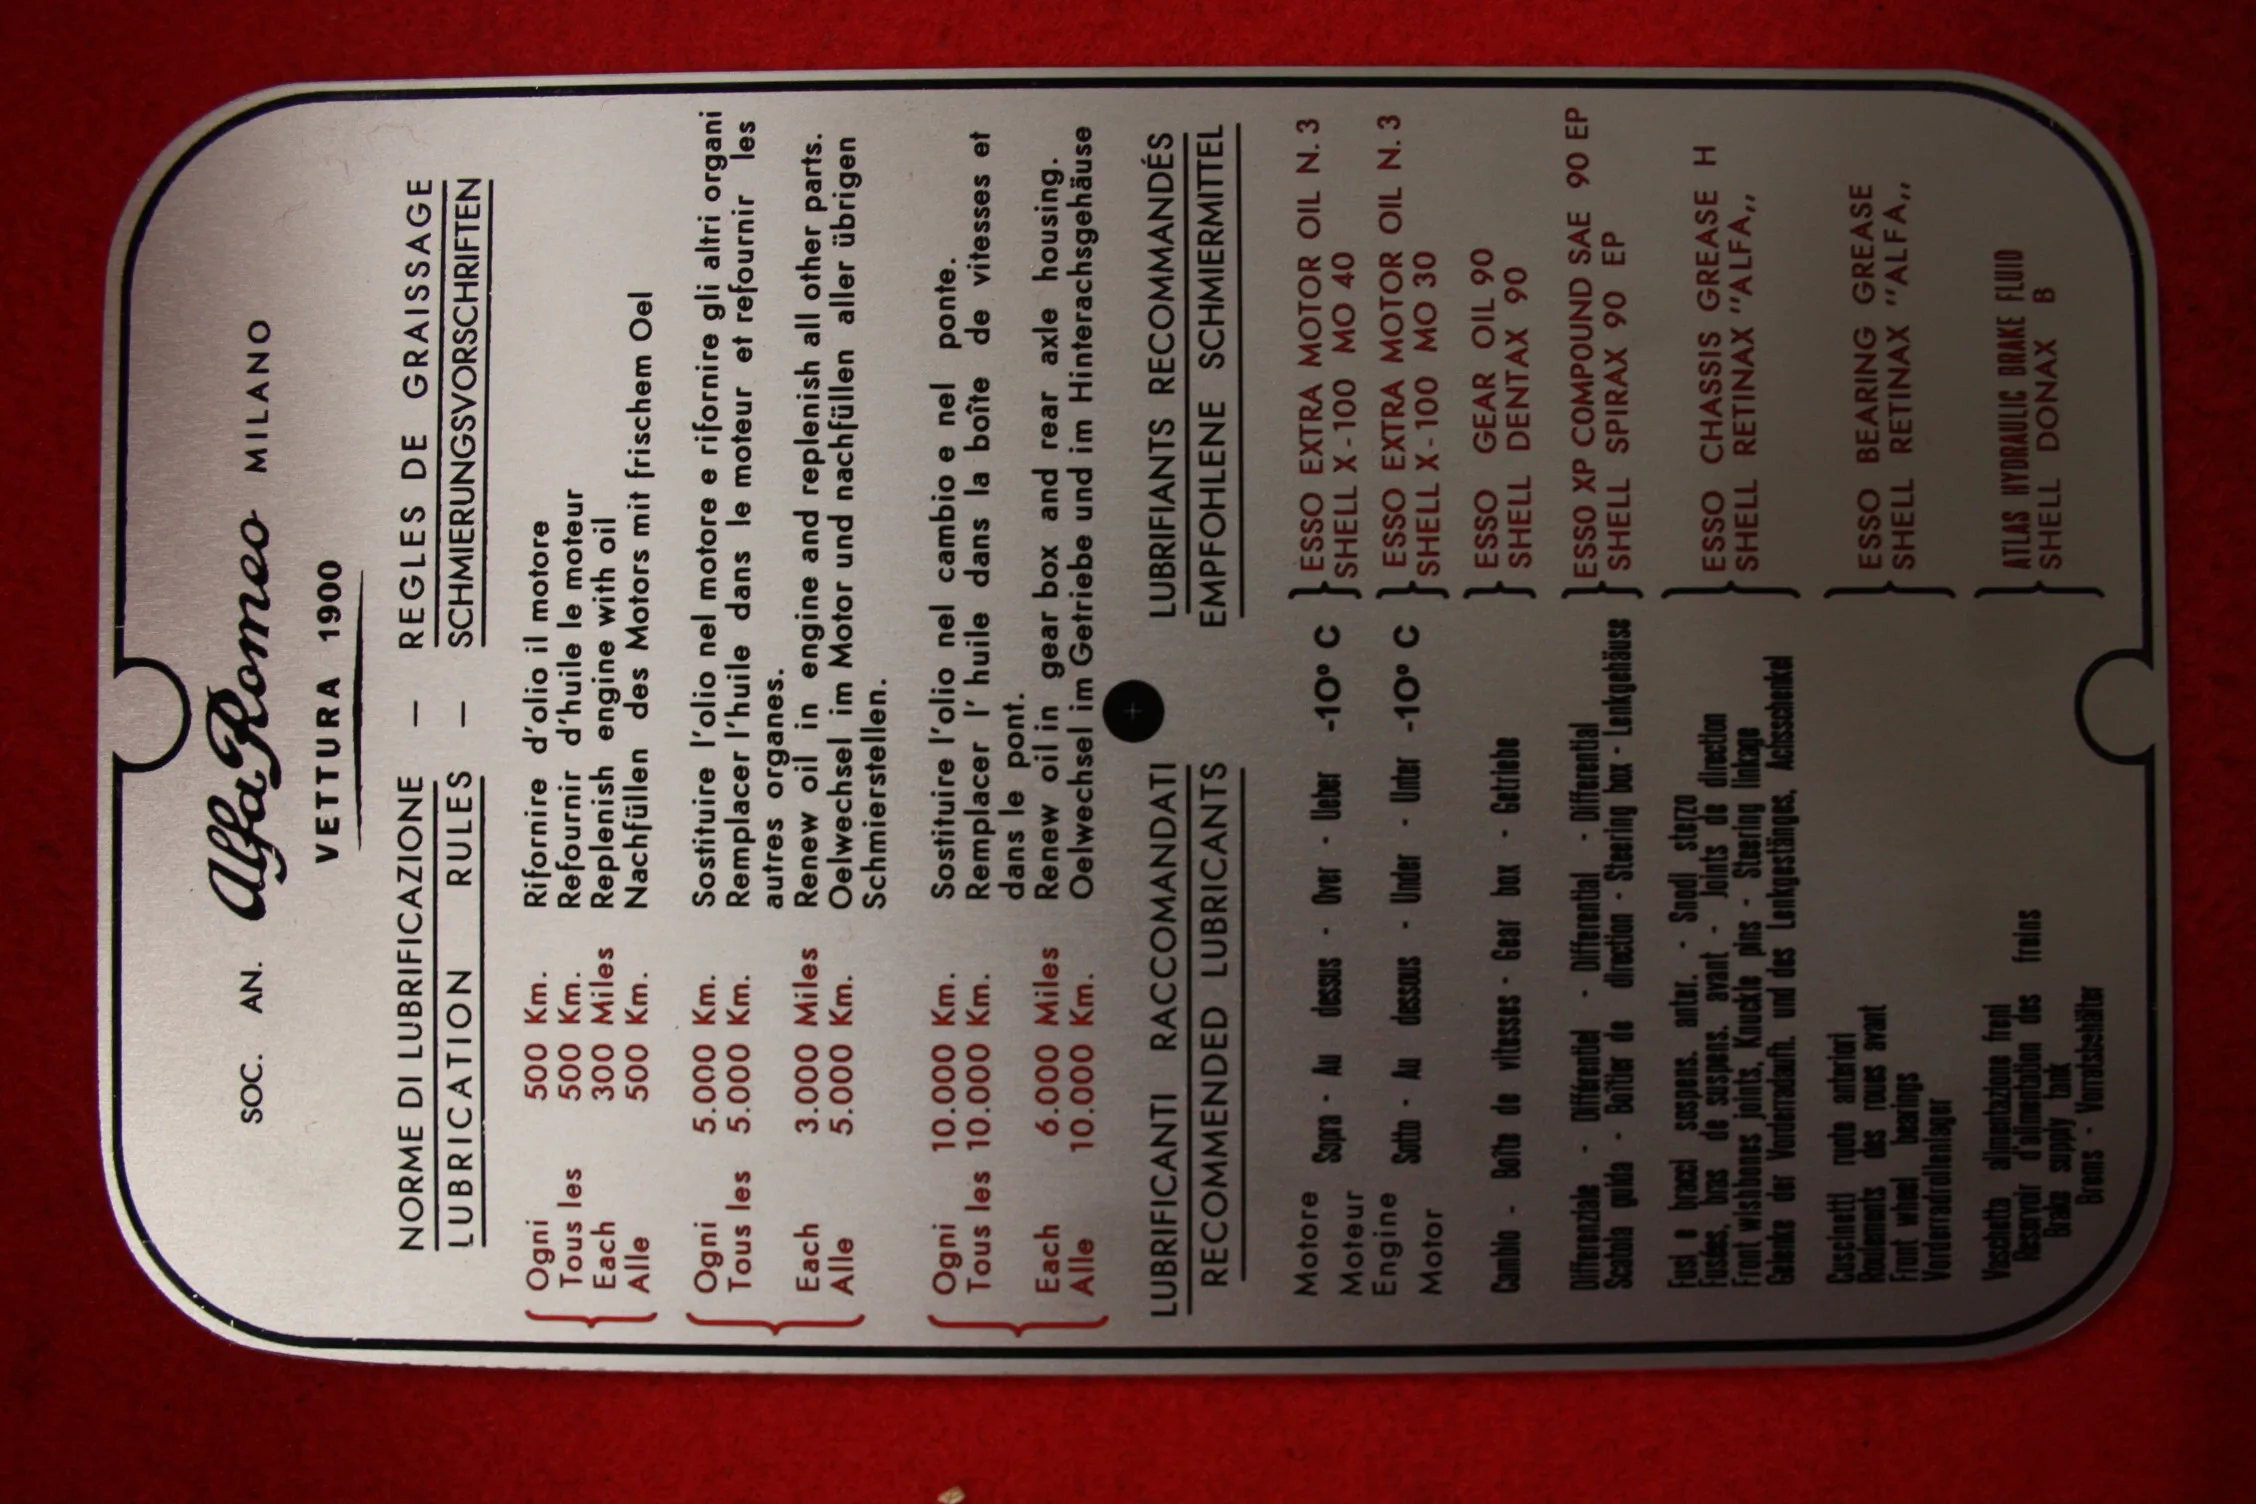 SOC. AN. Alfa Romeo MILANO
VETTURA 1900
NORME DI LUBRIFICAZIONE — REGLES DE GRAISSAGE
LUBRICATION RULES — SCHMIERUNGSVORSCHRIFTEN
Ogni 500 Km. Rifornire d'olio il motore
Tous les 500 Km. Refournir d'huile le moteur
Each 300 Miles Replenish engine with oil
Alle 500 Km. Nachfüllen des Motors mit frischem Oel
Ogni 5.000 Km. Sostituire l'olio nel motore e rifornire gli altri organi
Tous les 5.000 Km. Remplacer l'huile dans le moteur et refournir les
autres organes.
Each 3.000 Miles Renew oil in engine and replenish all other parts.
Alle 5.000 Km. Oelwechsel im Motor und nachfüllen aller übrigen
Schmierstellen.
Ogni 10.000 Km. Sostituire l'olio nel cambio e nel ponte.
Tous les 10.000 Km. Remplacer l'huile dans la boîte de vitesses et
dans le pont.
Each 6.000 Miles Renew oil in gear box and rear axle housing.
Alle 10.000 Km. Oelwechsel im Getriebe und im Hinterachsgehäuse
LUBRIFICANTI RACCOMANDATI LUBRIFIANTS RECOMMANDÉS
RECOMMENDED LUBRICANTS EMPFOHLENE SCHMIERMITTEL
Motore Sopra - Au dessus - Over - Ueber -10° C ESSO EXTRA MOTOR OIL N. 3
Moteur SHELL X-100 MO 40
Engine Sotto - Au dessous - Under - Unter -10° C ESSO EXTRA MOTOR OIL N. 3
Motor SHELL X-100 MO 30
Cambio - Boîte de vitesses - Gear box - Getriebe ESSO GEAR OIL 90
SHELL DENTAX 90
Differenziale - Différentiel - Differential - Differential ESSO XP COMPOUND SAE 90 EP
Scatola guida - Boîtier de direction - Steering box - Lenkgehäuse SHELL SPIRAX 90 EP
Fusi e bracci sospens. anter. - Snodi sterzo ESSO CHASSIS GREASE H
Fusées, bras de suspens. avant - Joints de direction SHELL RETINAX "ALFA,,
Front wishbones joints, Knuckle pins - Steering linkage
Gelenke der Vorderradaufh. und des Lenkgestänges, Achsschenkel
Cuscinetti ruote anteriori ESSO BEARING GREASE
Roulements des roues avant SHELL RETINAX "ALFA,,
Front wheel bearings
Vorderradrollenlager
Vaschetta alimentazione freni ATLAS HYDRAULIC BRAKE FLUID
Réservoir d'alimentation des freins SHELL DONAX B
Brake supply tank
Brems - Vorratsbehälter